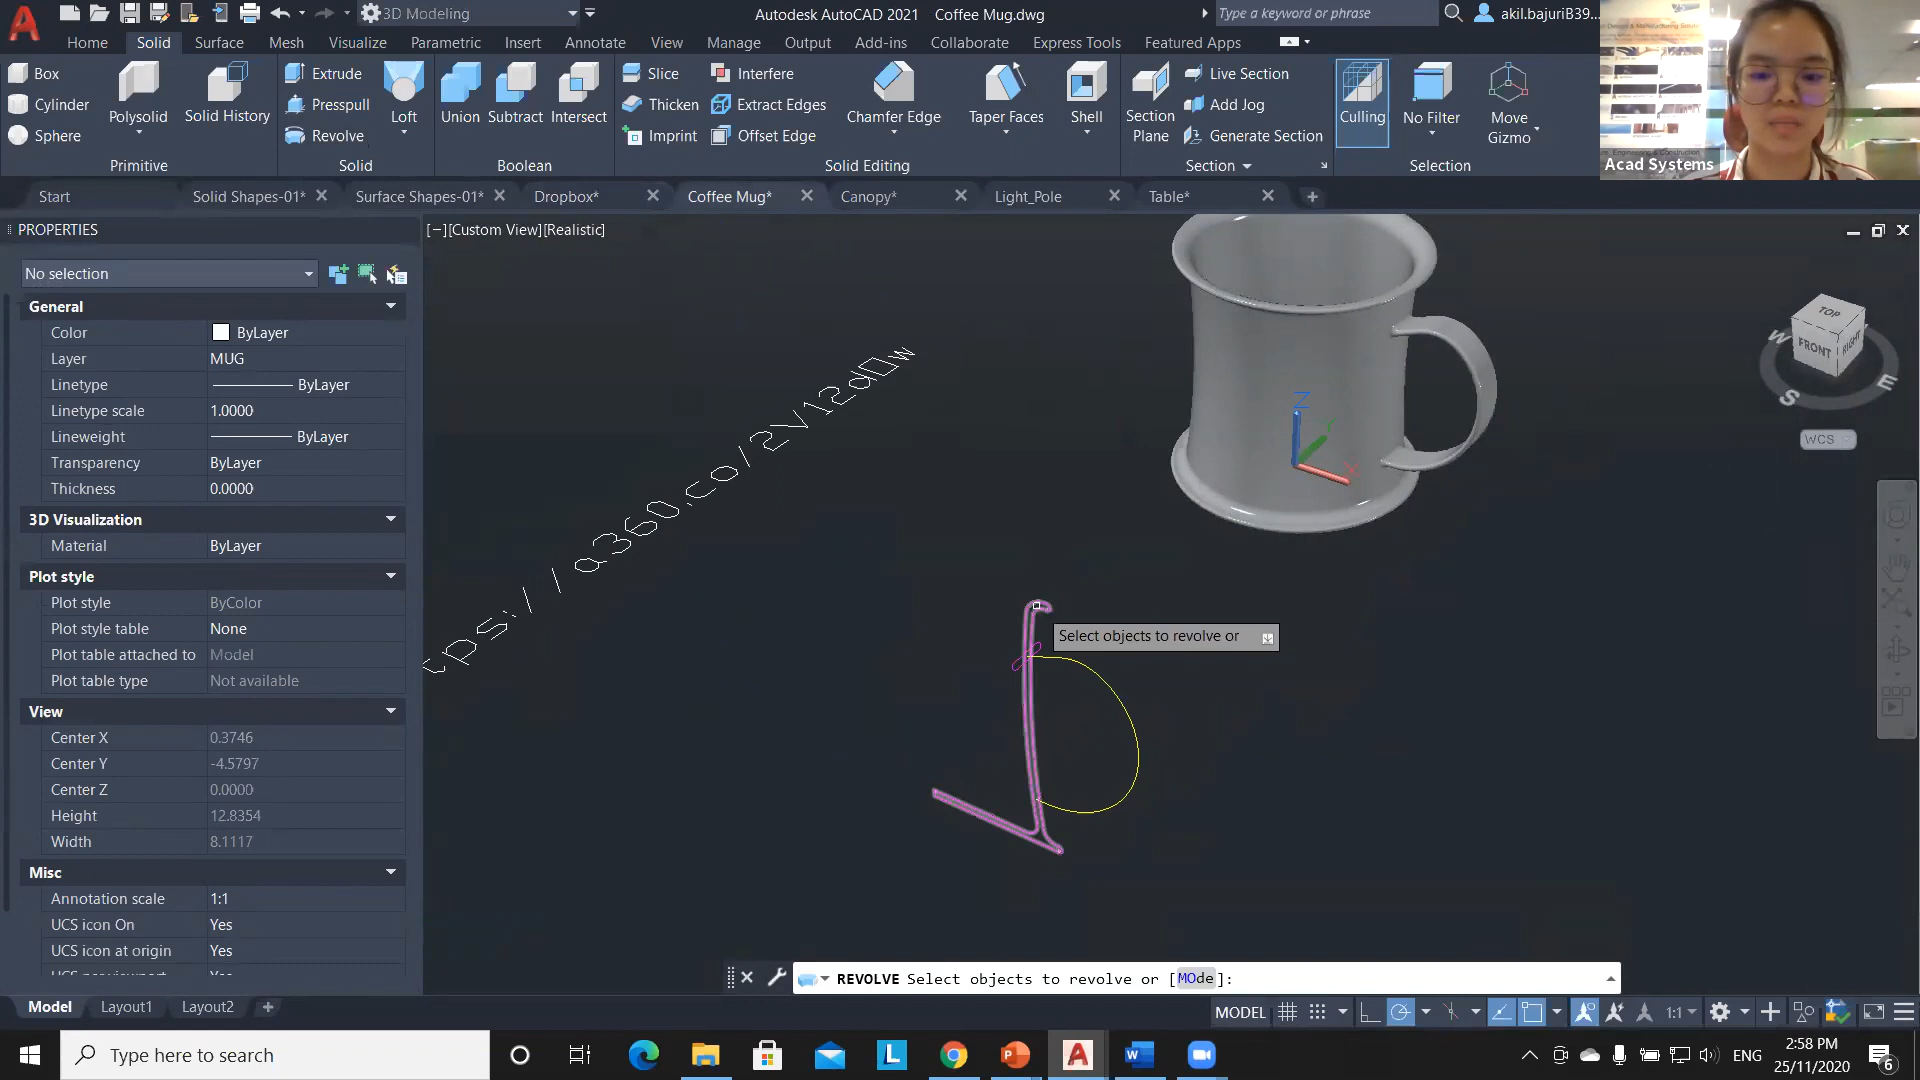 3D Modeling
Autodesk AutoCAD 2021 Coffee Mug.dwg
Type a keyword or phrase
akil.bajuriB39...
Home Solid Surface Mesh Visualize Parametric Insert Annotate View Manage Output Add-ins Collaborate Express Tools Featured Apps
Box
Cylinder
Sphere
Polysolid
Solid History
Primitive
Extrude
Presspull
Revolve
Loft
Solid
Union Subtract Intersect
Boolean
Slice
Thicken
Imprint
Interfere
Extract Edges
Offset Edge
Chamfer Edge
Taper Faces
Shell
Solid Editing
Section
Plane
Live Section
Add Jog
Generate Section
Section
Culling
No Filter
Move
Gizmo
Selection
Acad Systems
Start Solid Shapes-01* Surface Shapes-01* Dropbox* Coffee Mug* Canopy* Light_Pole Table*
PROPERTIES
No selection
General
Color ByLayer
Layer MUG
Linetype ByLayer
Linetype scale 1.0000
Lineweight ByLayer
Transparency ByLayer
Thickness 0.0000
3D Visualization
Material ByLayer
Plot style
Plot style ByColor
Plot style table None
Plot table attached to Model
Plot table type Not available
View
Center X 0.3746
Center Y -4.5797
Center Z 0.0000
Height 12.8354
Width 8.1117
Misc
Annotation scale 1:1
UCS icon On Yes
UCS icon at origin Yes
[−][Custom View][Realistic]
Z
Y
X
TOP
FRONT
RIGHT
W
S
E
WCS
Select objects to revolve or
REVOLVE Select objects to revolve or [MOde]:
Model Layout1 Layout2
MODEL
1:1
Type here to search
ENG
2:58 PM
25/11/2020
6